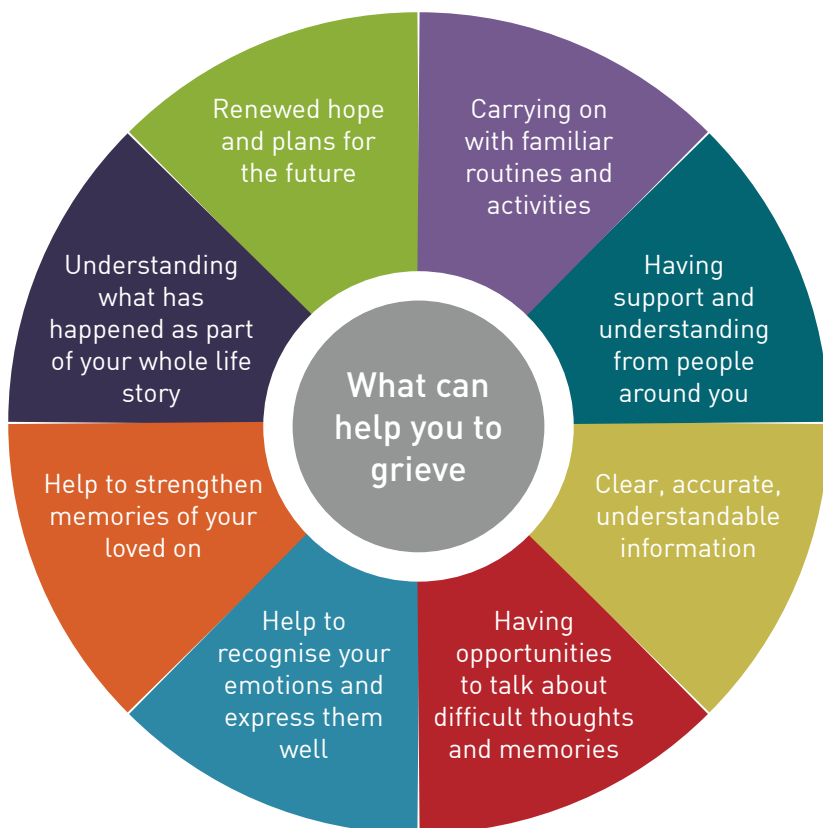 What can
help you to
grieve
Carrying on
with familiar
routines and
activities
Having
support and
understanding
from people
around you
Clear, accurate,
understandable
information
Having
opportunities
to talk about
difficult thoughts
and memories
Help to
recognise your
emotions and
express them
well
Help to strengthen
memories of your
loved on
Understanding
what has
happened as part
of your whole life
story
Renewed hope
and plans for
the future